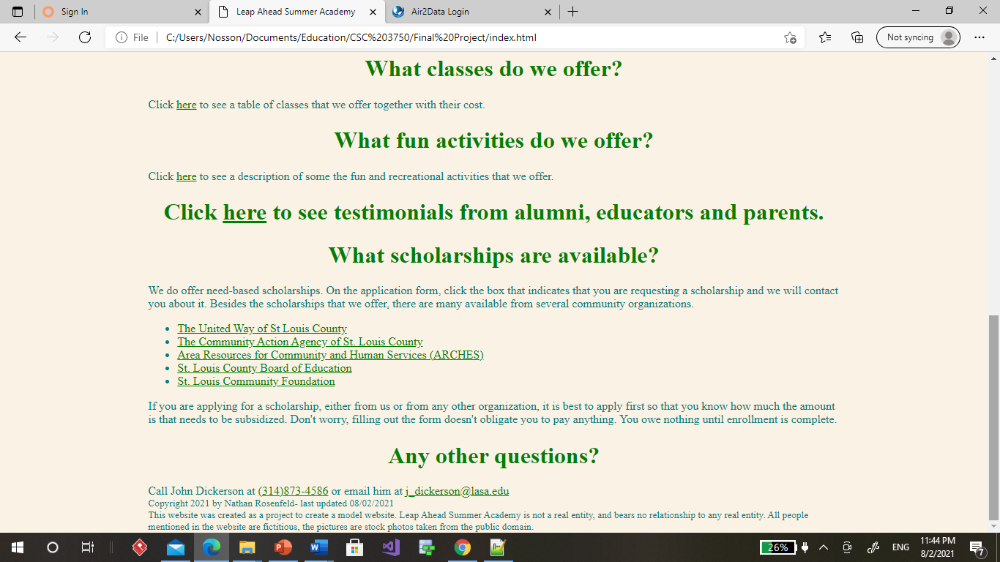 Sign In
Leap Ahead Summer Academy
Air2Data Login
File
C:/Users/Nosson/Documents/Education/CSC%203750/Final%20Project/index.html
Not syncing
What classes do we offer?
Click here to see a table of classes that we offer together with their cost.
What fun activities do we offer?
Click here to see a description of some the fun and recreational activities that we offer.
Click here to see testimonials from alumni, educators and parents.
What scholarships are available?
We do offer need-based scholarships. On the application form, click the box that indicates that you are requesting a scholarship and we will contact
you about it. Besides the scholarships that we offer, there are many available from several community organizations.
The United Way of St Louis County
The Community Action Agency of St. Louis County
Area Resources for Community and Human Services (ARCHES)
St. Louis County Board of Education
St. Louis Community Foundation
If you are applying for a scholarship, either from us or from any other organization, it is best to apply first so that you know how much the amount
is that needs to be subsidized. Don't worry, filling out the form doesn't obligate you to pay anything. You owe nothing until enrollment is complete.
Any other questions?
Call John Dickerson at (314)873-4586 or email him at j_dickerson@lasa.edu
Copyright 2021 by Nathan Rosenfeld- last updated 08/02/2021
This website was created as a project to create a model website. Leap Ahead Summer Academy is not a real entity, and bears no relationship to any real entity. All people
mentioned in the website are fictitious, the pictures are stock photos taken from the public domain.
26%
ENG
11:44 PM
8/2/2021
7